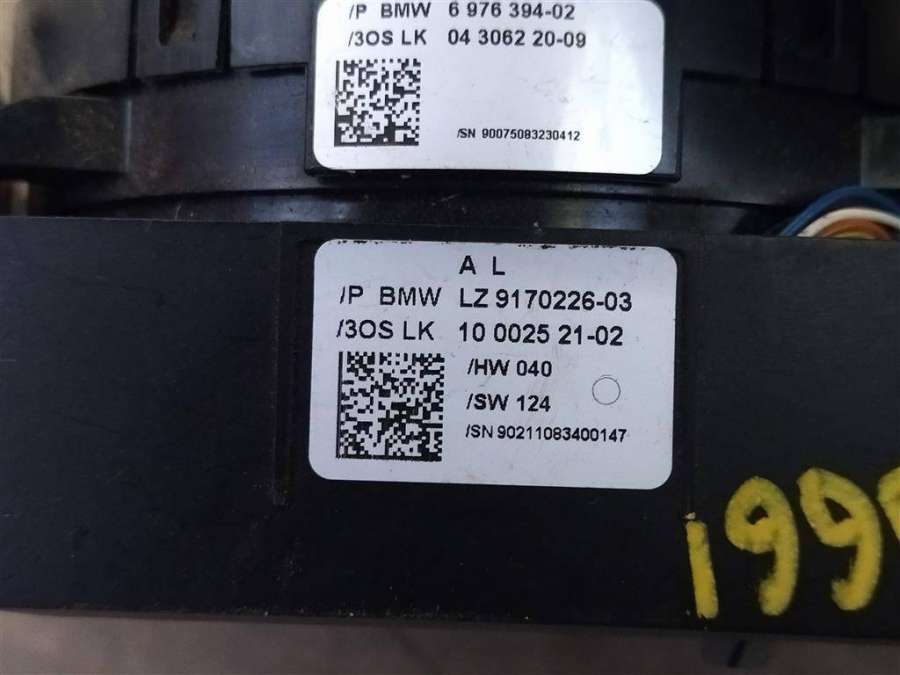 /P BMW 6 976 394-02
/3OS LK 04 3062 20-09
/SN 90075083230412
A L
/P BMW LZ 9170226-03
/3OS LK 10 0025 21-02
/HW 040
/SW 124
/SN 90211083400147